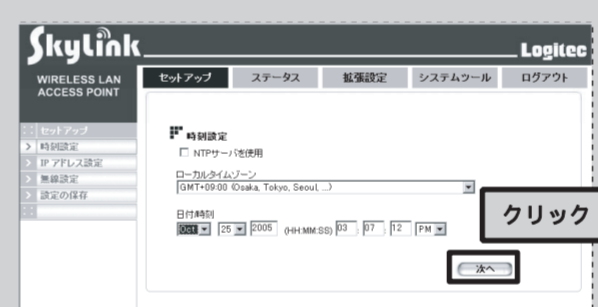 Skylink
Logitec
WIRELESS LAN
ACCESS POINT
セットアップ ステータス 拡張設定 システムツール ログアウト
セットアップ
時刻設定
IP アドレス設定
無線設定
設定の保存
時刻設定
NTPサーバを使用
ローカルタイムゾーン
GMT+09:00 (Osaka, Tokyo, Seoul, ...)
日付/時刻
Oct 25 2005 (HH:MM:SS) 03 : 07 : 12 PM
クリック
次へ